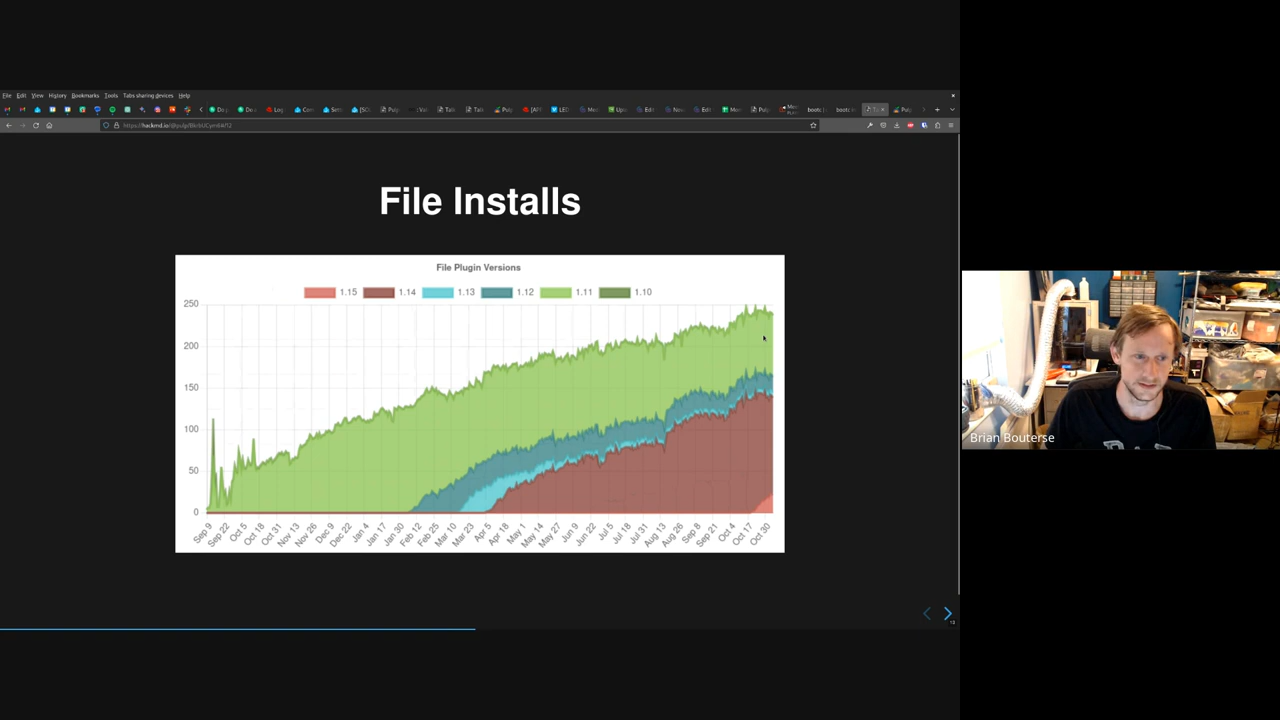 File Edit View History Bookmarks Tools Tabs sharing devices Help
File Installs
File Plugin Versions
1.15 1.14 1.13 1.12 1.11 1.10
250
200
150
100
50
0
Sep 9 Sep 22 Oct 5 Oct 18 Oct 31 Nov 13 Nov 26 Dec 9 Dec 22 Jan 4 Jan 17 Jan 30 Feb 12 Feb 25 Mar 10 Mar 23 Apr 5 Apr 18 May 1 May 14 May 27 Jun 9 Jun 22 Jul 5 Jul 18 Jul 31 Aug 13 Aug 26 Sep 8 Sep 21 Oct 4 Oct 17 Oct 30
Brian Bouterse